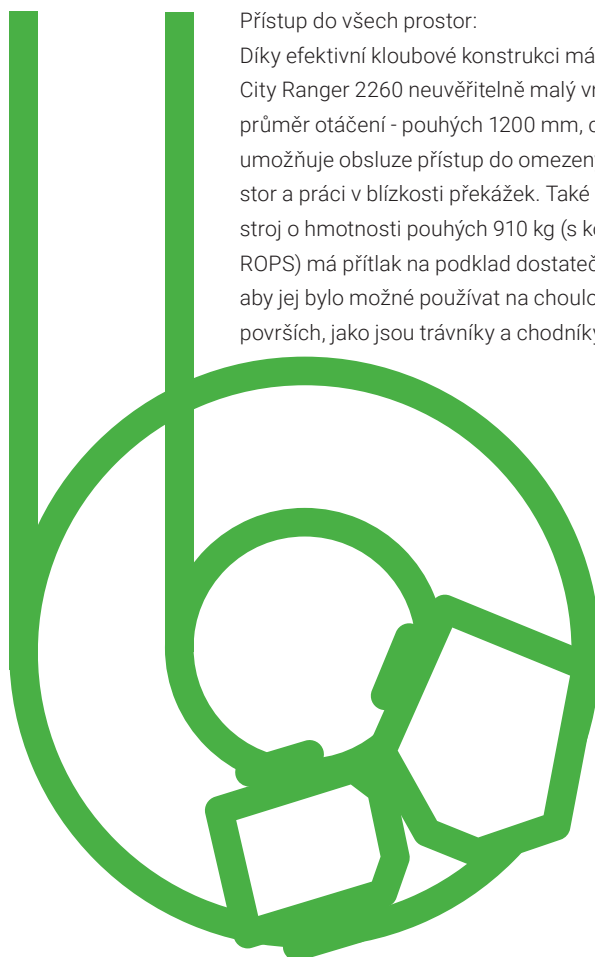 Přístup do všech prostor:
Díky efektivní kloubové konstrukci má
City Ranger 2260 neuvěřitelně malý
průměr otáčení - pouhých 1200 mm,
umožňuje obsluze přístup do
stor a práci v blízkosti překážek. Také
stroj o hmotnosti pouhých 910 kg (s
ROPS) má přítlak na podklad
aby jej bylo možné používat na
površích, jako jsou trávníky a chodníky